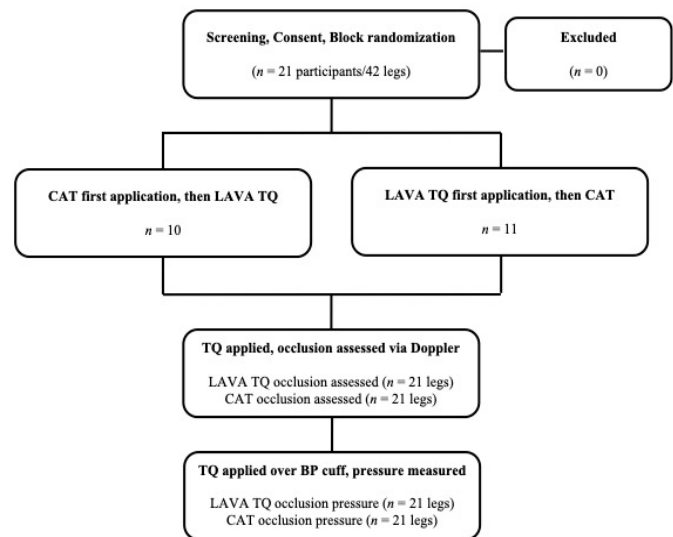 Screening, Consent, Block randomization
(n = 21 participants/42 legs)
Excluded
(n = 0)
CAT first application, then LAVA TQ
n = 10
LAVA TQ first application, then CAT
n = 11
TQ applied, occlusion assessed via Doppler
LAVA TQ occlusion assessed (n = 21 legs)
CAT occlusion assessed (n = 21 legs)
TQ applied over BP cuff, pressure measured
LAVA TQ occlusion pressure (n = 21 legs)
CAT occlusion pressure (n = 21 legs)